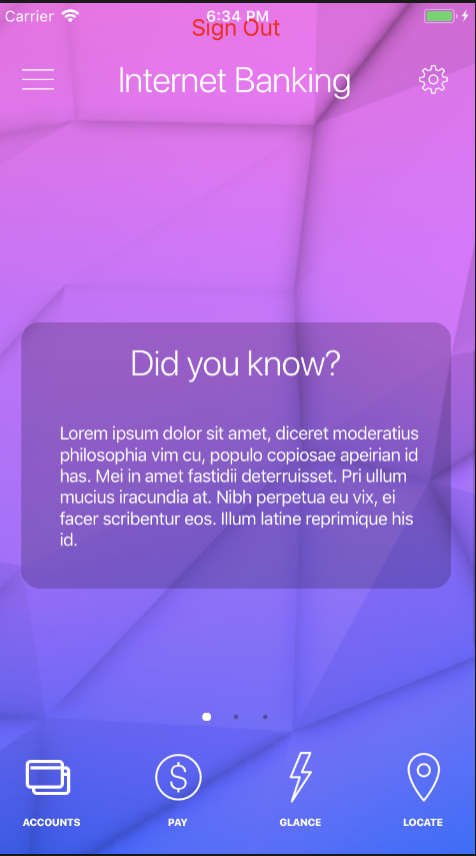 Carrier 6:34 PM
Sign Out
Internet Banking
Did you know?
Lorem ipsum dolor sit amet, diceret moderatius
philosophia vim cu, populo copiosae apeirian id
has. Mei in amet fastidii deterruisset. Pri ullum
mucius iracundia at. Nibh perpetua eu vix, ei
facer scribentur eos. Illum latine reprimique his
id.
ACCOUNTS PAY GLANCE LOCATE